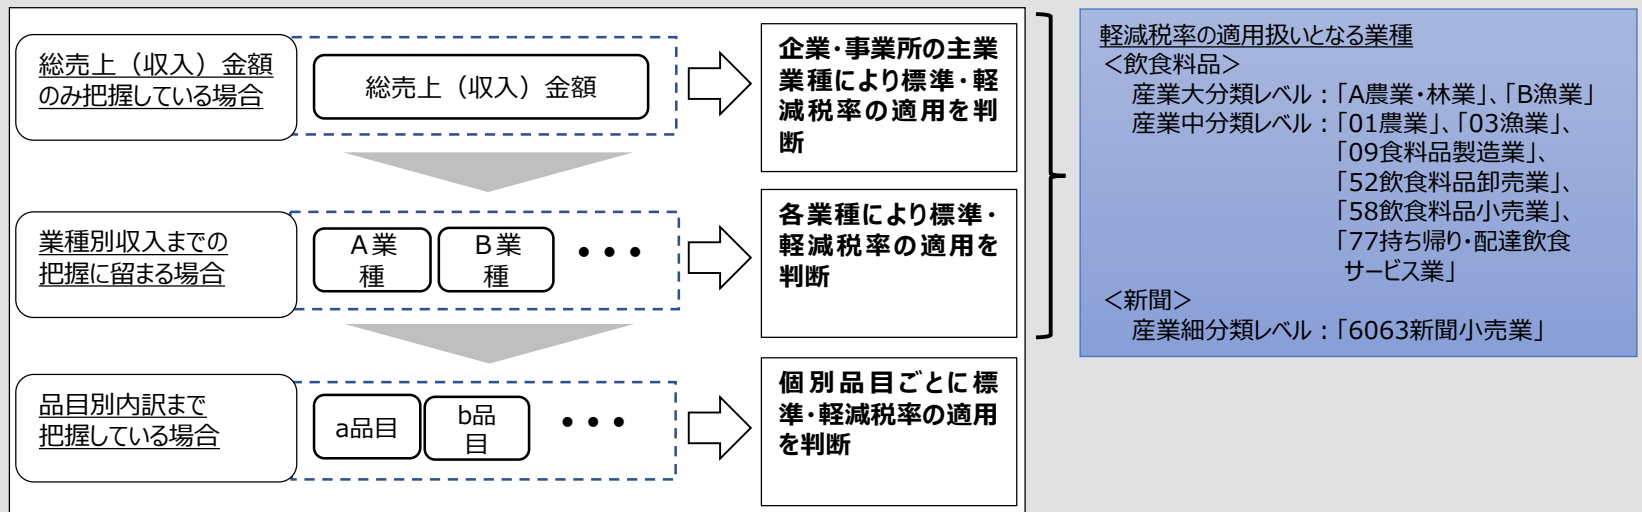 総売上（収入）金額
のみ把握している場合
総売上（収入）金額
企業・事業所の主業
業種により標準・軽
減税率の適用を判
断
業種別収入までの
把握に留まる場合
A業
種
B業
種
・・・
各業種により標準・
軽減税率の適用を
判断
品目別内訳まで
把握している場合
a品目
b品
目
・・・
個別品目ごとに標
準・軽減税率の適用
を判断
軽減税率の適用扱いとなる業種
＜飲食料品＞
産業大分類レベル：「A農業・林業」、「B漁業」
産業中分類レベル：「01農業」、「03漁業」、
「09食料品製造業」、
「52飲食料品卸売業」、
「58飲食料品小売業」、
「77持ち帰り・配達飲食
サービス業」
＜新聞＞
産業細分類レベル：「6063新聞小売業」